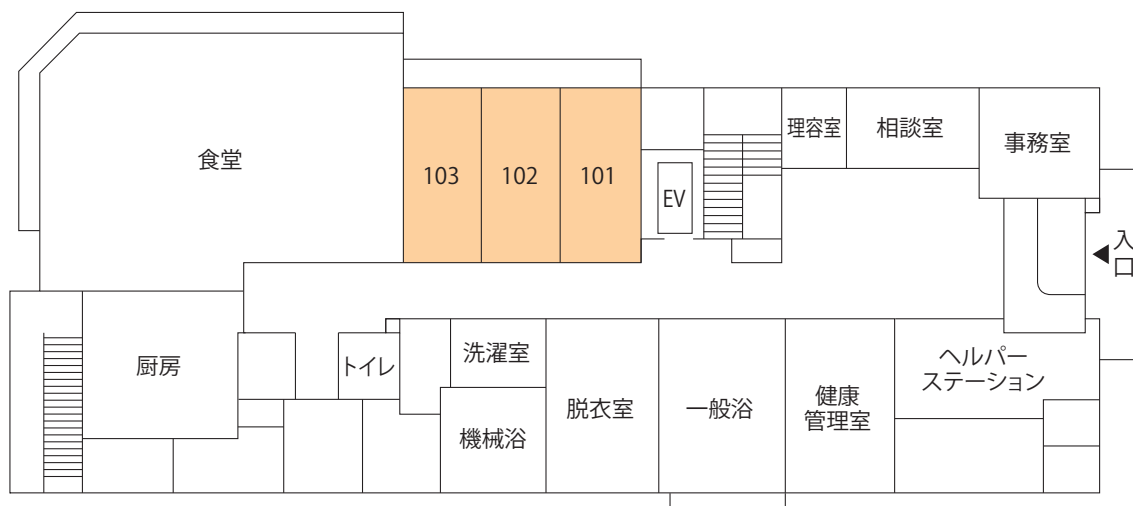 食堂
103
102
101
EV
理容室
相談室
事務室
入
口
厨房
トイレ
洗濯室
機械浴
脱衣室
一般浴
健康
管理室
ヘルパー
ステーション